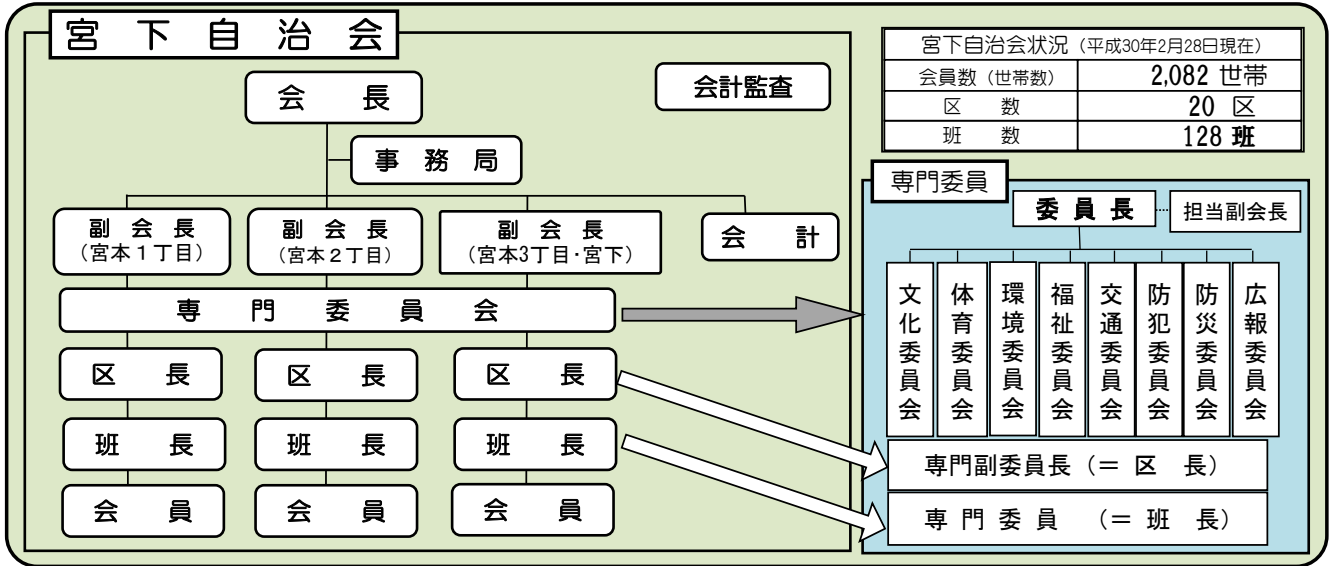 宮下自治会
会長
会計監査
事務局
副会長
(宮本1丁目)
副会長
(宮本2丁目)
副会長
(宮本3丁目・宮下)
会計
専門委員会
区長
区長
区長
班長
班長
班長
会員
会員
会員
宮下自治会状況(平成30年2月28日現在)
会員数(世帯数) 2,082 世帯
区数 20 区
班数 128 班
専門委員
委員長
担当副会長
文化委員会
体育委員会
環境委員会
福祉委員会
交通委員会
防犯委員会
防災委員会
広報委員会
専門副委員長(= 区長)
専門委員 (= 班長)